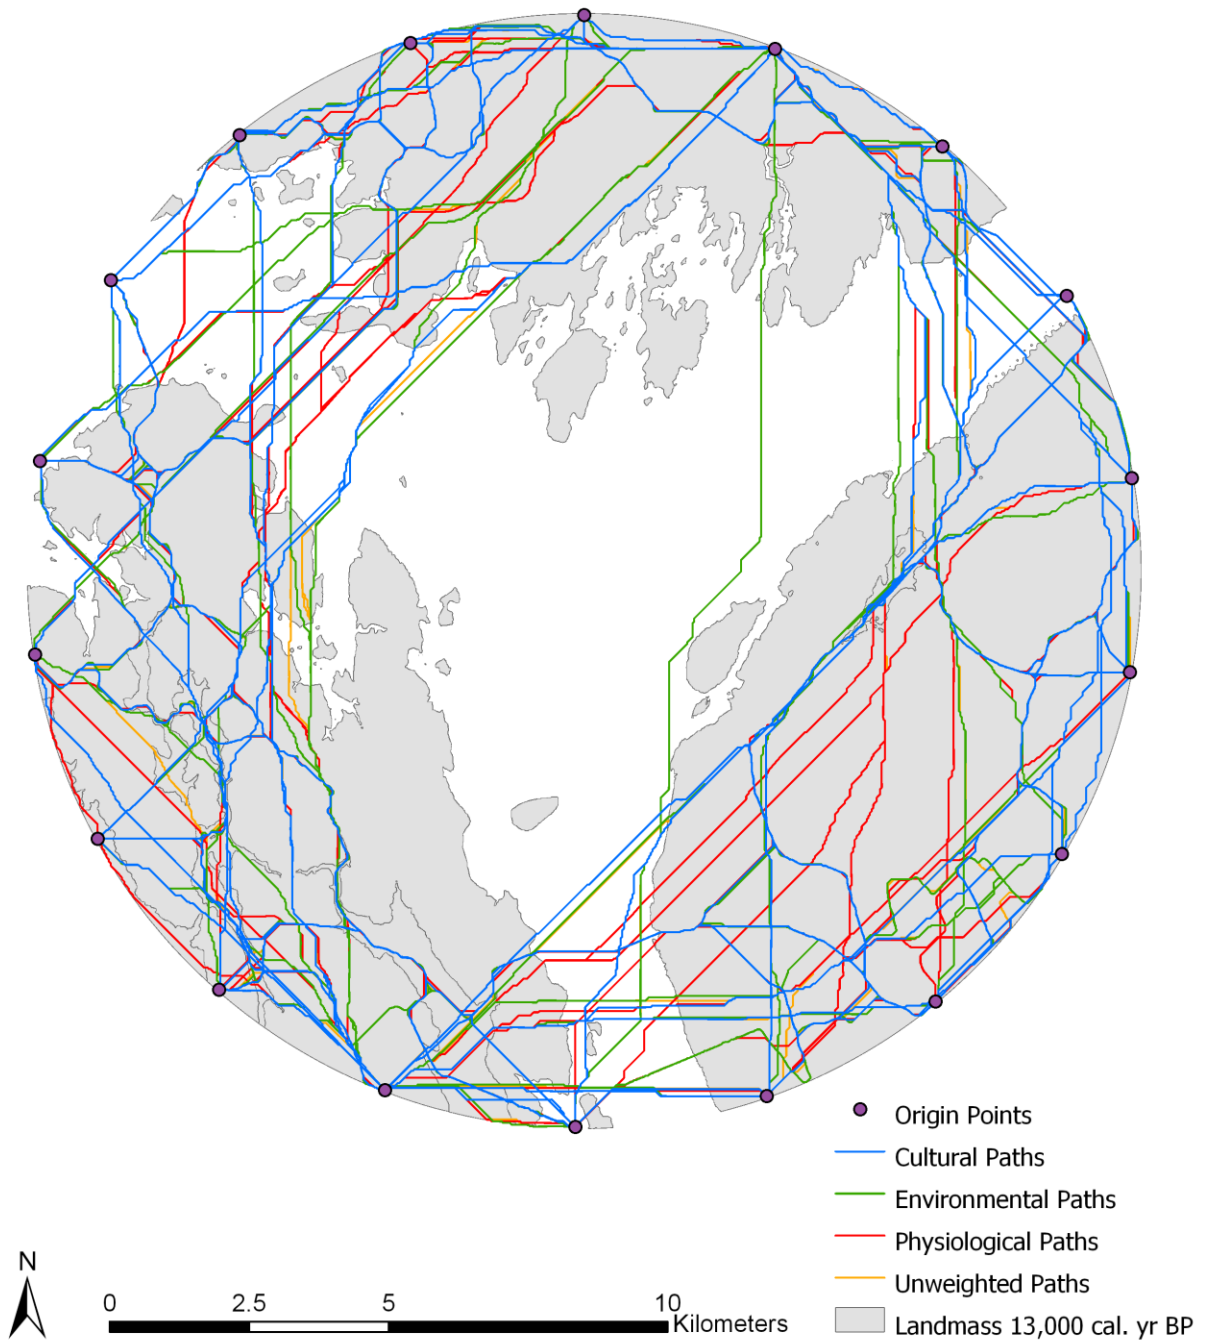 Origin Points
Cultural Paths
Environmental Paths
Physiological Paths
Unweighted Paths
Landmass 13,000 cal. yr BP
N
0 2.5 5 10
Kilometers